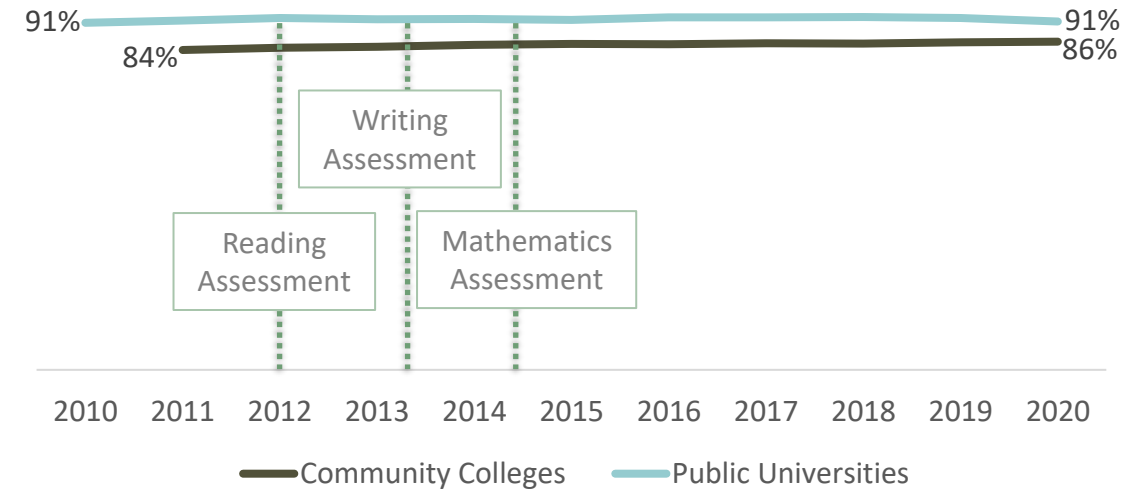 91%
84%
91%
86%
Writing
Assessment
Reading
Assessment
Mathematics
Assessment
2010 2011 2012 2013 2014 2015 2016 2017 2018 2019 2020
Community Colleges Public Universities